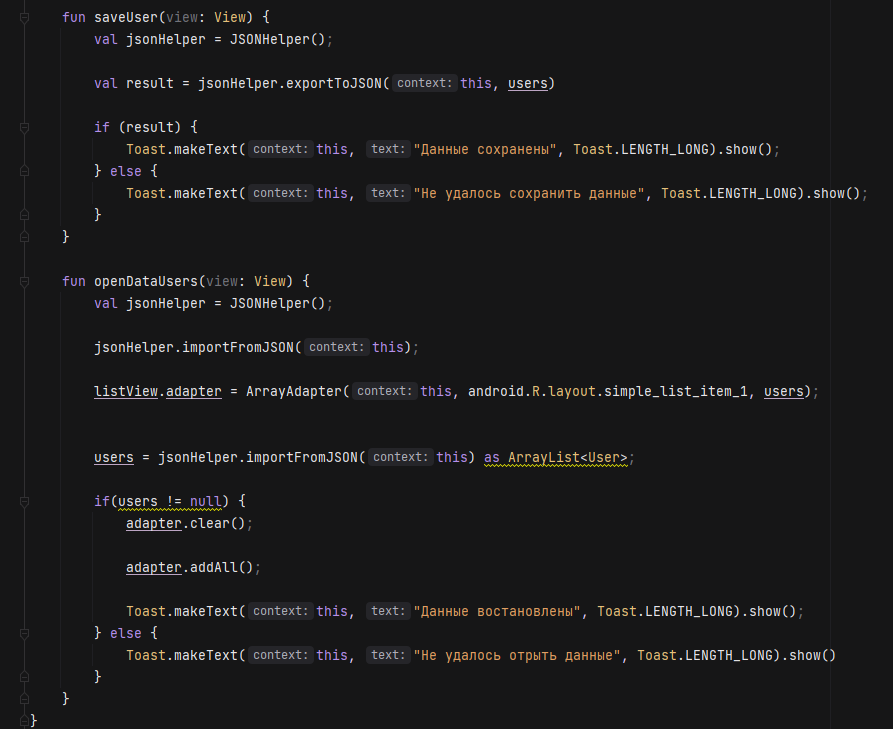 fun saveUser(view: View) {
val jsonHelper = JSONHelper();
val result = jsonHelper.exportToJSON( context: this, users)
if (result) {
Toast.makeText( context: this, text: "Данные сохранены", Toast.LENGTH_LONG).show();
} else {
Toast.makeText( context: this, text: "Не удалось сохранить данные", Toast.LENGTH_LONG).show();
}
}
fun openDataUsers(view: View) {
val jsonHelper = JSONHelper();
jsonHelper.importFromJSON( context: this);
listView.adapter = ArrayAdapter( context: this, android.R.layout.simple_list_item_1, users);
users = jsonHelper.importFromJSON( context: this) as ArrayList<User>;
if(users != null) {
adapter.clear();
adapter.addAll();
Toast.makeText( context: this, text: "Данные востановлены", Toast.LENGTH_LONG).show();
} else {
Toast.makeText( context: this, text: "Не удалось отрыть данные", Toast.LENGTH_LONG).show()
}
}
}